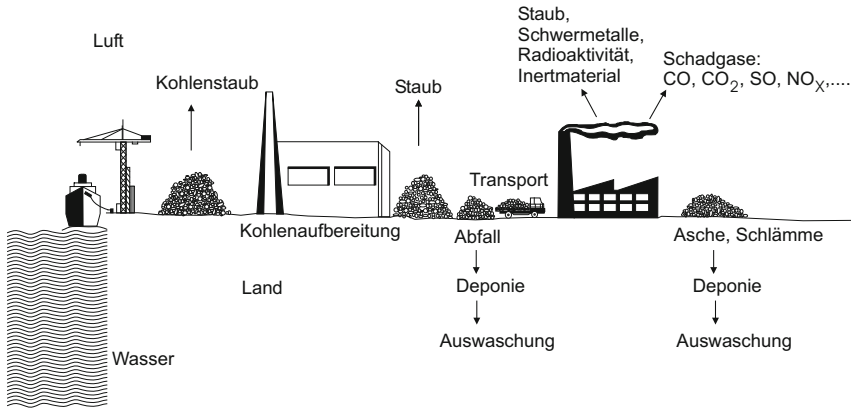 Luft
Kohlenstaub
Staub
Staub,
Schwermetalle,
Radioaktivität,
Inertmaterial
Schadgase:
CO, CO₂, SO, NOₓ,....
Transport
Kohlenaufbereitung
Abfall
Asche, Schlämme
Land
Deponie
Deponie
Auswaschung
Auswaschung
Wasser